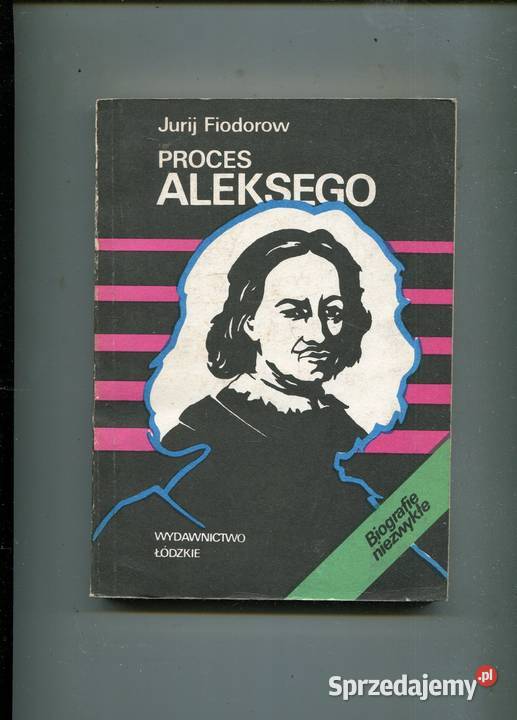 Jurij Fiodorow
PROCES
ALEKSEGO
WYDAWNICTWO
ŁÓDZKIE
Biografie
niezwykłe
Sprzedajemy.pl